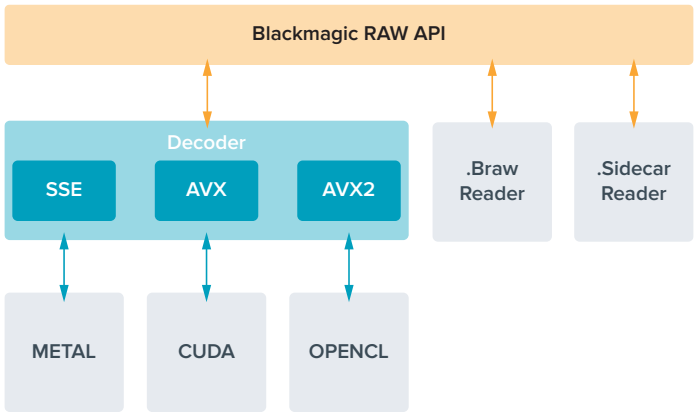 Blackmagic RAW API
Decoder
SSE
AVX
AVX2
.Braw
Reader
.Sidecar
Reader
METAL
CUDA
OPENCL